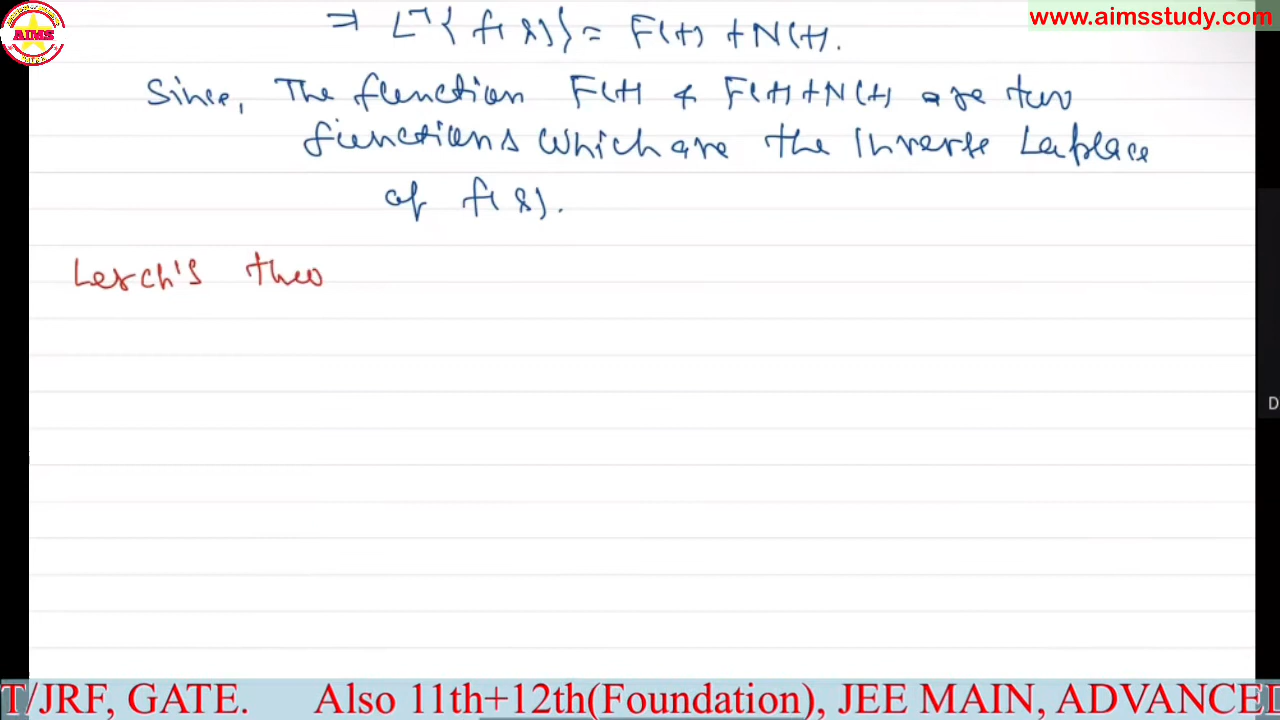 AIMS
www.aimsstudy.com
⇒ L⁻¹{f(s)} = F(t) + N(t).
Since, The function F(t) & F(t)+N(t) are two
functions which are the inverse Laplace
of f(s).
Lerch's theo
D
T/JRF, GATE. Also 11th+12th(Foundation), JEE MAIN, ADVANCED